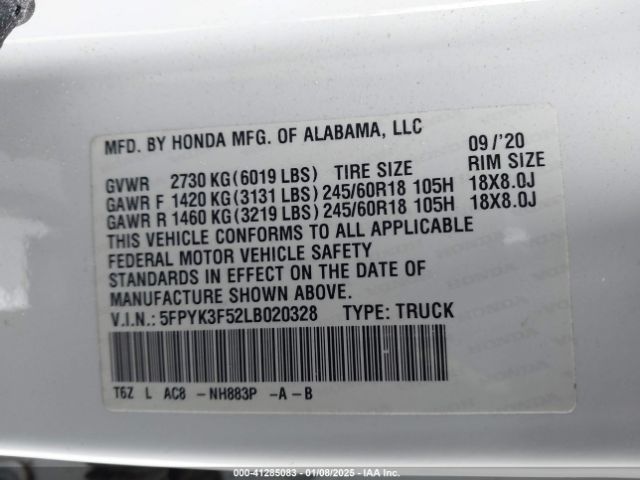 MFD. BY HONDA MFG. OF ALABAMA, LLC 09/'20
GVWR 2730 KG(6019 LBS) TIRE SIZE RIM SIZE
GAWR F 1420 KG(3131 LBS) 245/60R18 105H 18X8.0J
GAWR R 1460 KG(3219 LBS) 245/60R18 105H 18X8.0J
THIS VEHICLE CONFORMS TO ALL APPLICABLE
FEDERAL MOTOR VEHICLE SAFETY
STANDARDS IN EFFECT ON THE DATE OF
MANUFACTURE SHOWN ABOVE.
V.I.N.: 5FPYK3F52LB020328 TYPE: TRUCK
T6Z L AC8 - NH883P -A - B
000-41285083 - 01/08/2025 - IAA Inc.